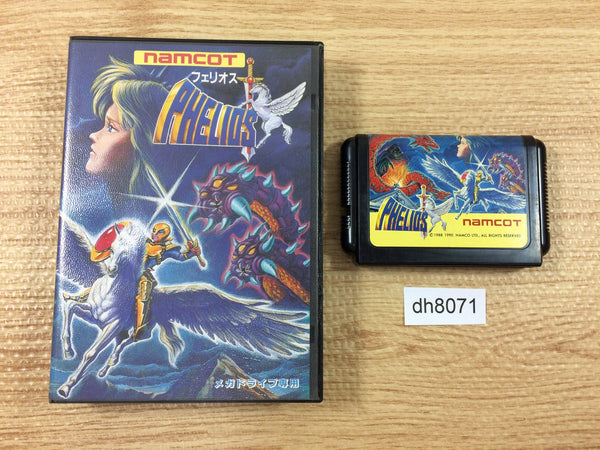 namcot
フェリオス
PHELIOS
メガドライブ専用
PHELIOS
namcot
© 1988 1990 NAMCO LTD., ALL RIGHTS RESERVED
dh8071